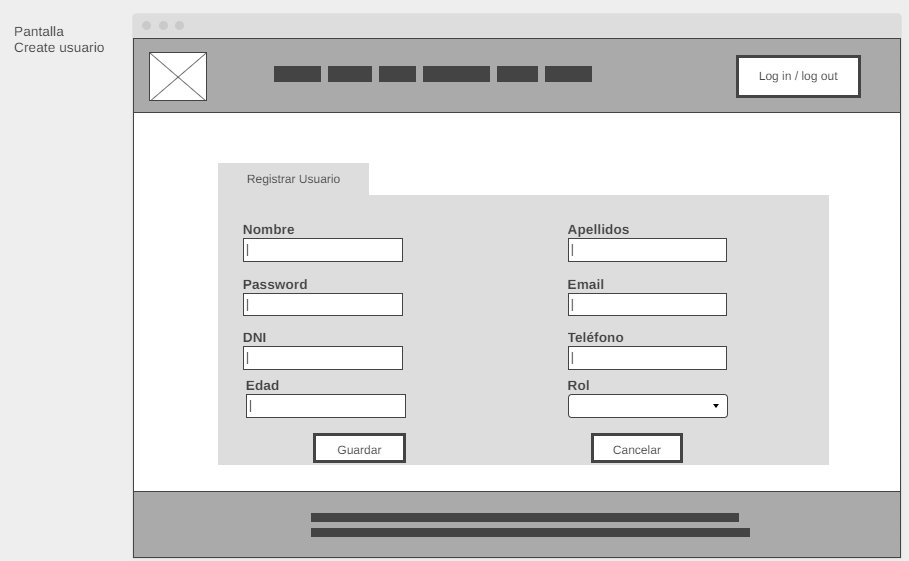 Pantalla
Create usuario
Log in / log out
Registrar Usuario
Nombre
Apellidos
Password
Email
DNI
Teléfono
Edad
Rol
Guardar
Cancelar